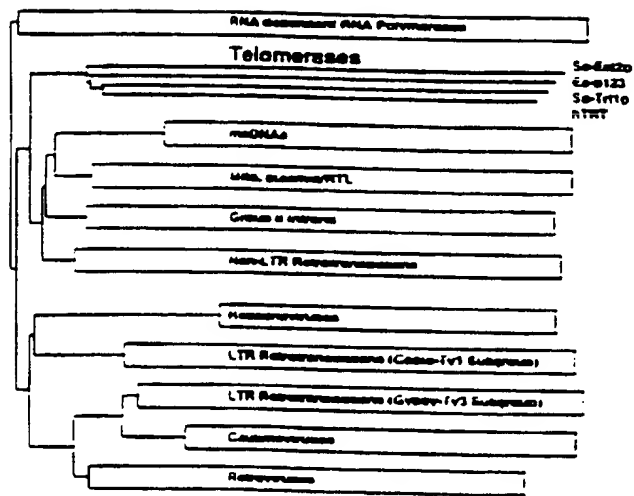 RNA dependent RNA Polymerases
Telomerases
Sc-Est2p
Ea-p123
Sp-Trt1p
hTRT
msDNAs
Mito. plasmid/RTL
Group II Introns
Non-LTR Retrotransposons
Hepadnaviruses
LTR Retrotransposons (Copia-Ty1 Subgroup)
LTR Retrotransposons (Gypsy-Ty3 Subgroup)
Caulimoviruses
Retroviruses